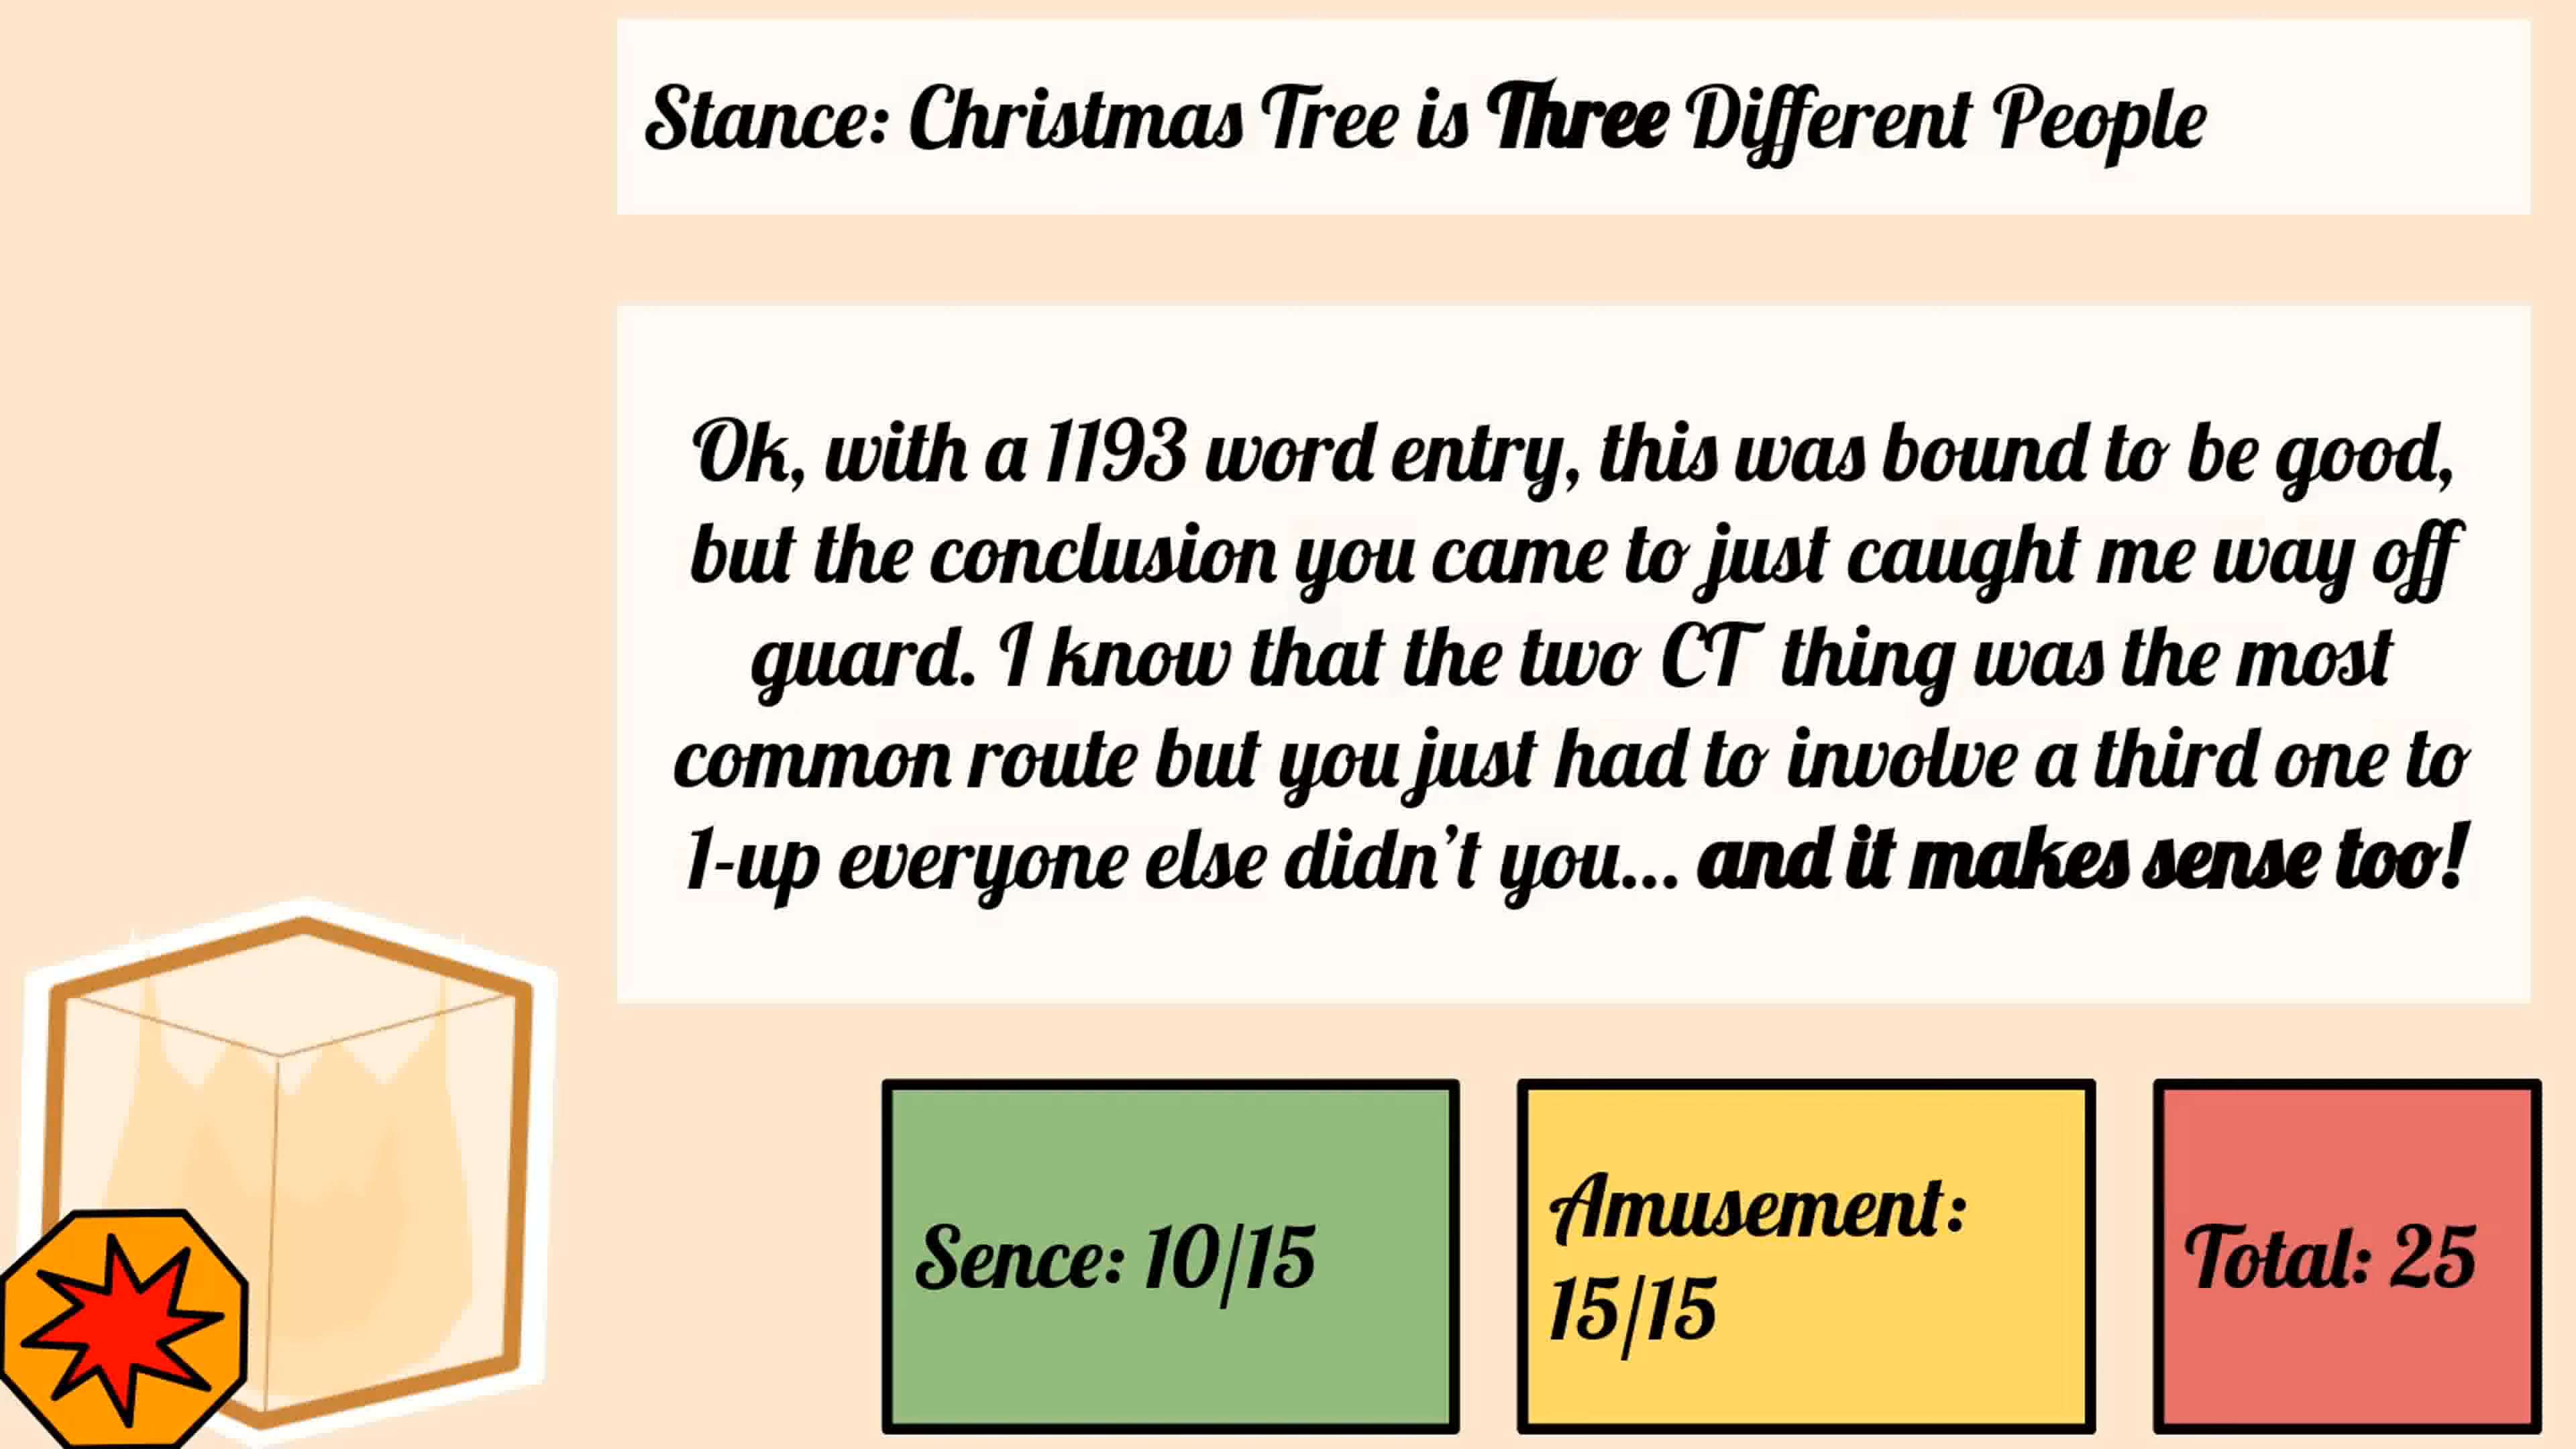 Stance: Christmas Tree is Three Different People
Ok, with a 1193 word entry, this was bound to be good,
but the conclusion you came to just caught me way off
guard. I know that the two CT thing was the most
common route but you just had to involve a third one to
1-up everyone else didn't you... and it makes sense too!
Sence: 10/15
Amusement:
15/15
Total: 25